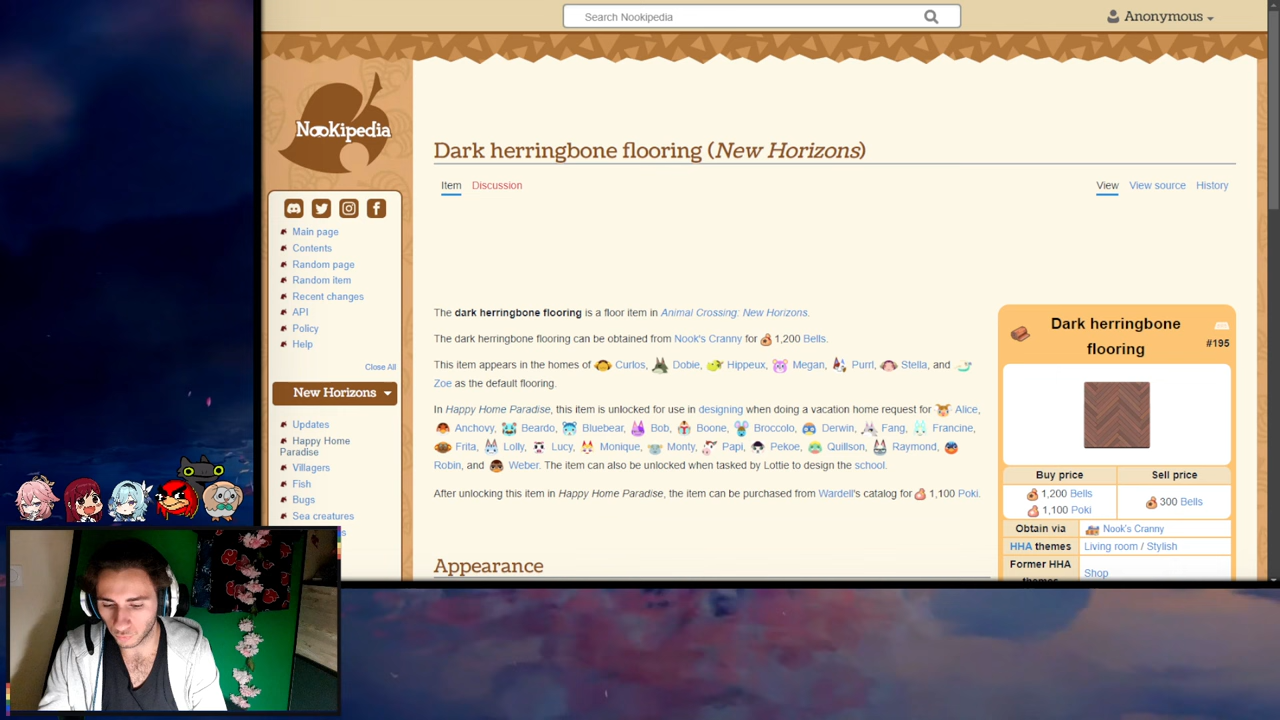 Search Nookipedia
Anonymous
Nookipedia
Dark herringbone flooring (New Horizons)
Item Discussion
View View source History
Main page
Contents
Random page
Random item
Recent changes
API
Policy
Help
Close All
New Horizons
Updates
Happy Home
Paradise
Villagers
Fish
Bugs
Sea creatures
The dark herringbone flooring is a floor item in Animal Crossing: New Horizons.
The dark herringbone flooring can be obtained from Nook's Cranny for 1,200 Bells.
This item appears in the homes of Curlos, Dobie, Hippeux, Megan, Purrl, Stella, and
Zoe as the default flooring.
In Happy Home Paradise, this item is unlocked for use in designing when doing a vacation home request for Alice,
Anchovy, Beardo, Bluebear, Bob, Boone, Broccolo, Derwin, Fang, Francine,
Frita, Lolly, Lucy, Monique, Monty, Papi, Pekoe, Quillson, Raymond,
Robin, and Weber. The item can also be unlocked when tasked by Lottie to design the school.
After unlocking this item in Happy Home Paradise, the item can be purchased from Wardell's catalog for 1,100 Poki.
Appearance
Dark herringbone
flooring
#195
Buy price Sell price
1,200 Bells
1,100 Poki
300 Bells
Obtain via Nook's Cranny
HHA themes Living room / Stylish
Former HHA
Shop